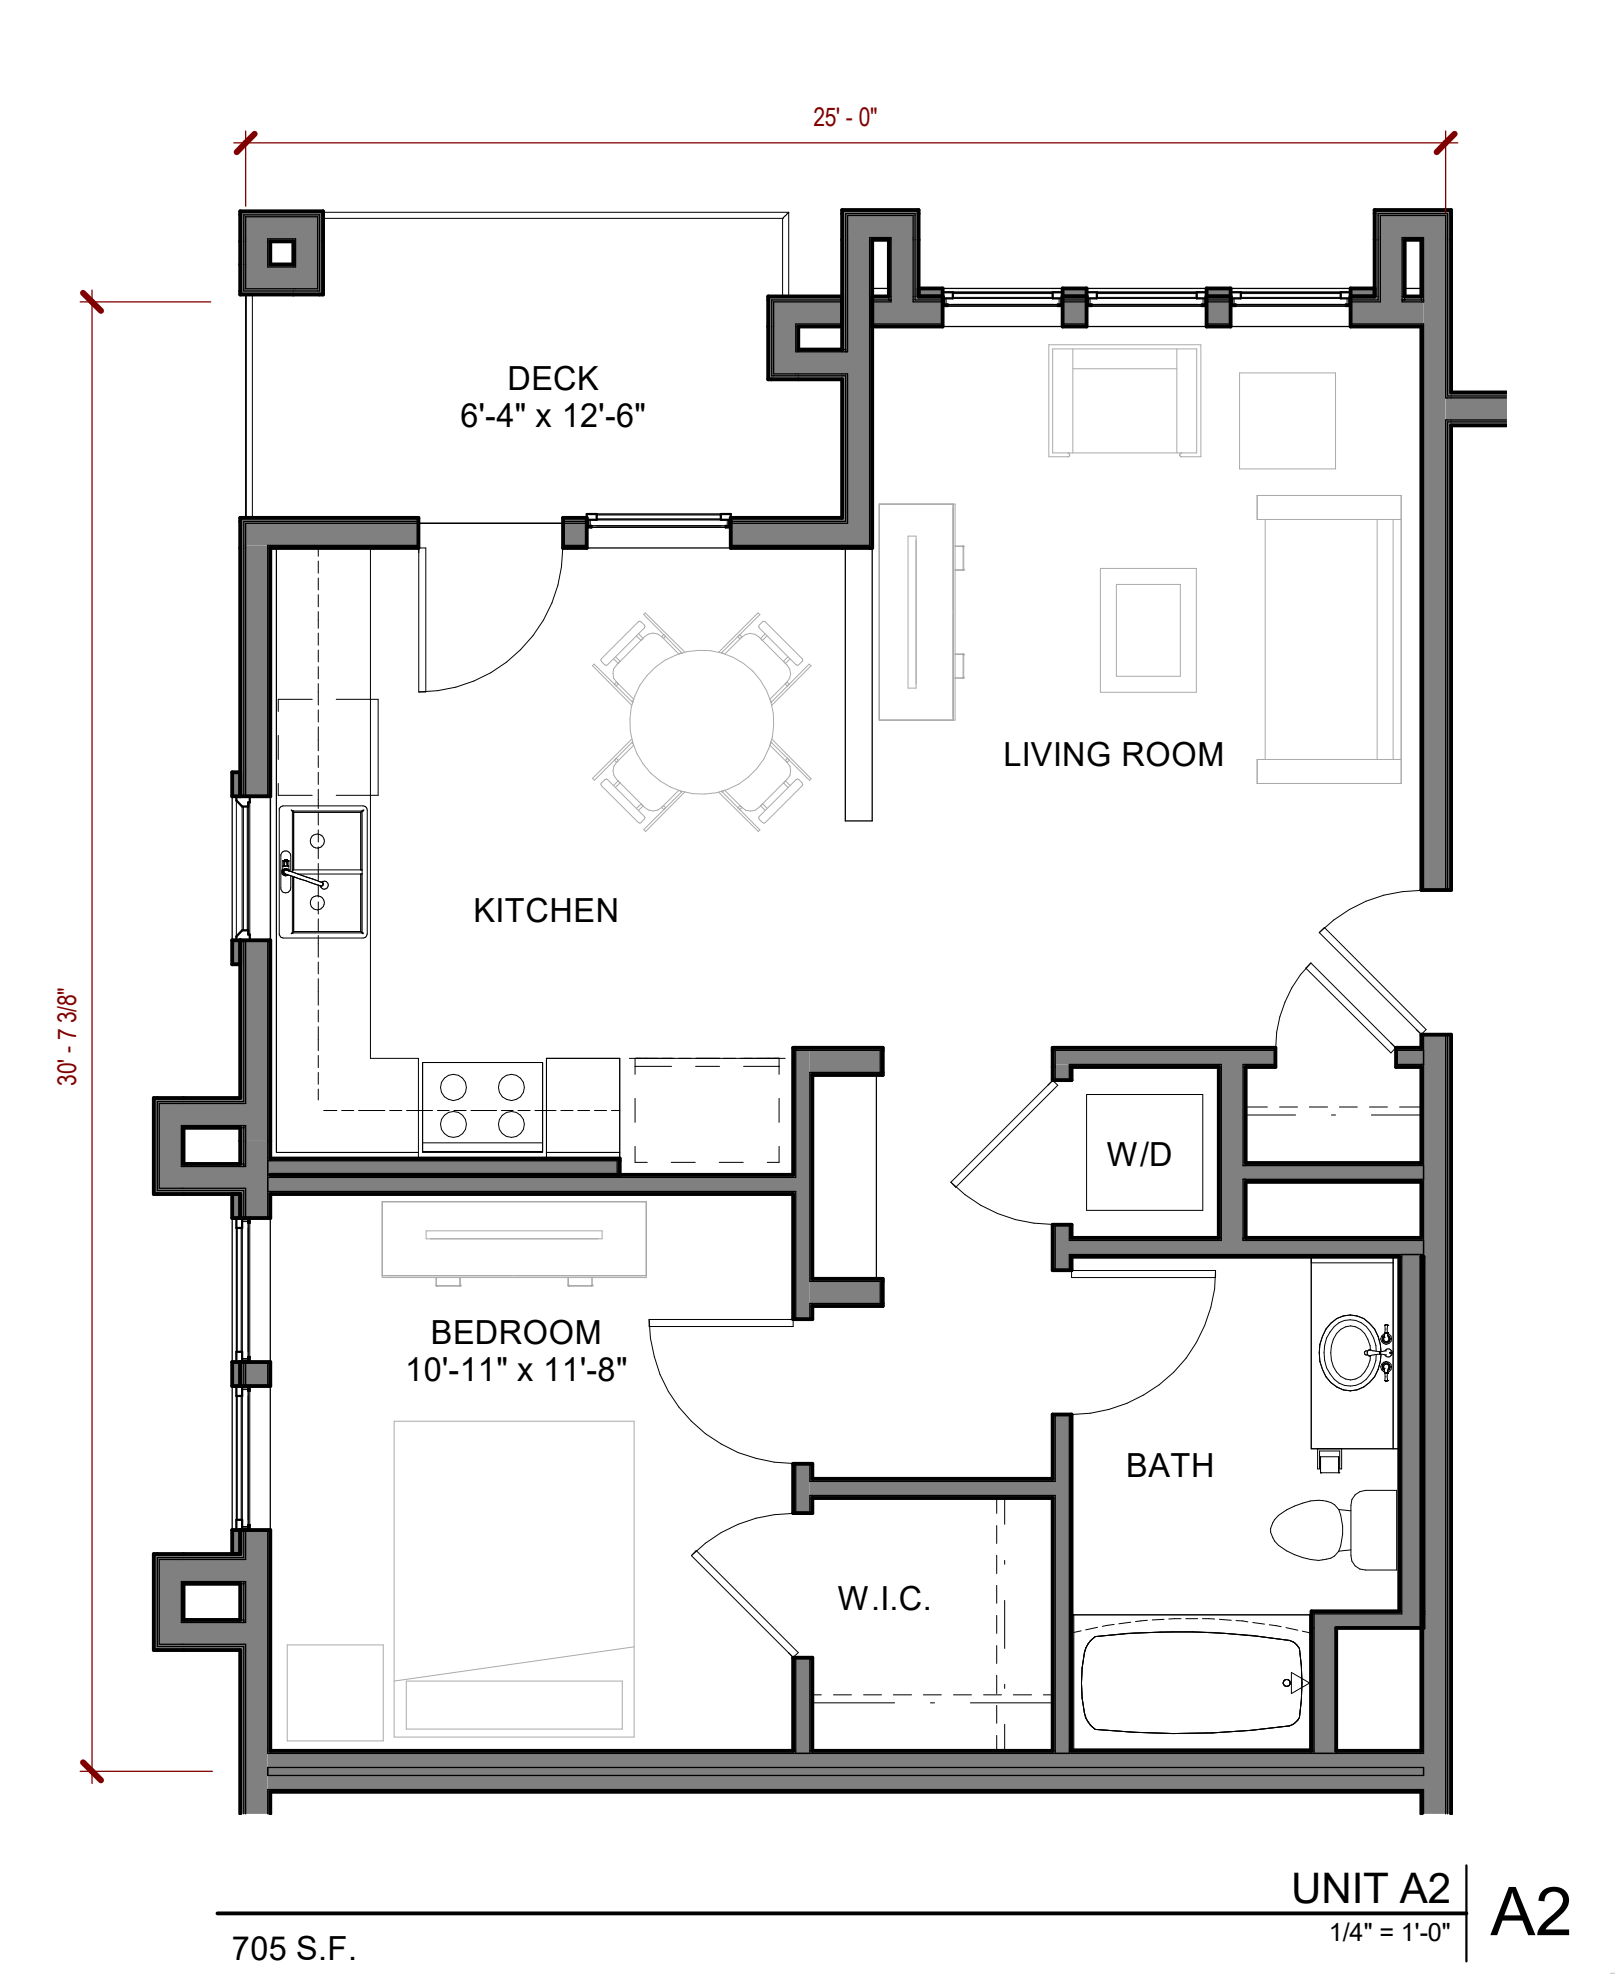 25' - 0"
DECK
6'-4" x 12'-6"
LIVING ROOM
KITCHEN
30' - 7 3/8"
W/D
BEDROOM
10'-11" x 11'-8"
BATH
W.I.C.
UNIT A2
1/4" = 1'-0"
A2
705 S.F.